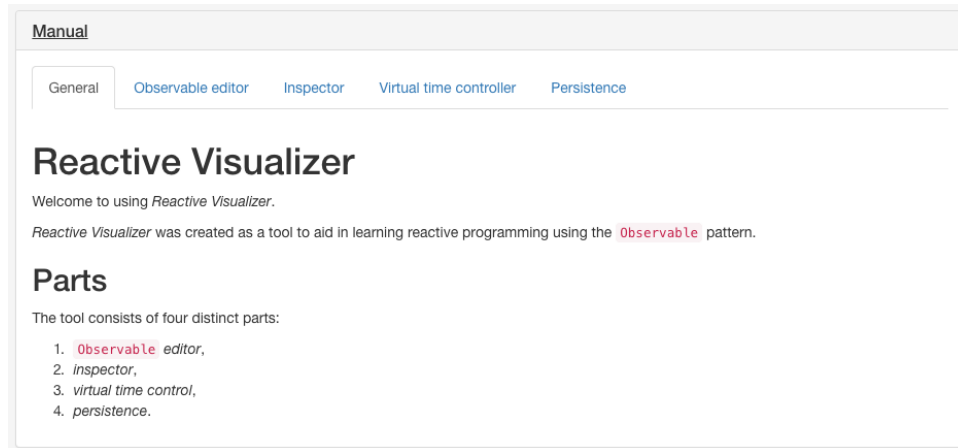 Manual
General Observable editor Inspector Virtual time controller Persistence
Reactive Visualizer
Welcome to using Reactive Visualizer.
Reactive Visualizer was created as a tool to aid in learning reactive programming using the Observable pattern.
Parts
The tool consists of four distinct parts:
1. Observable editor,
2. inspector,
3. virtual time control,
4. persistence.